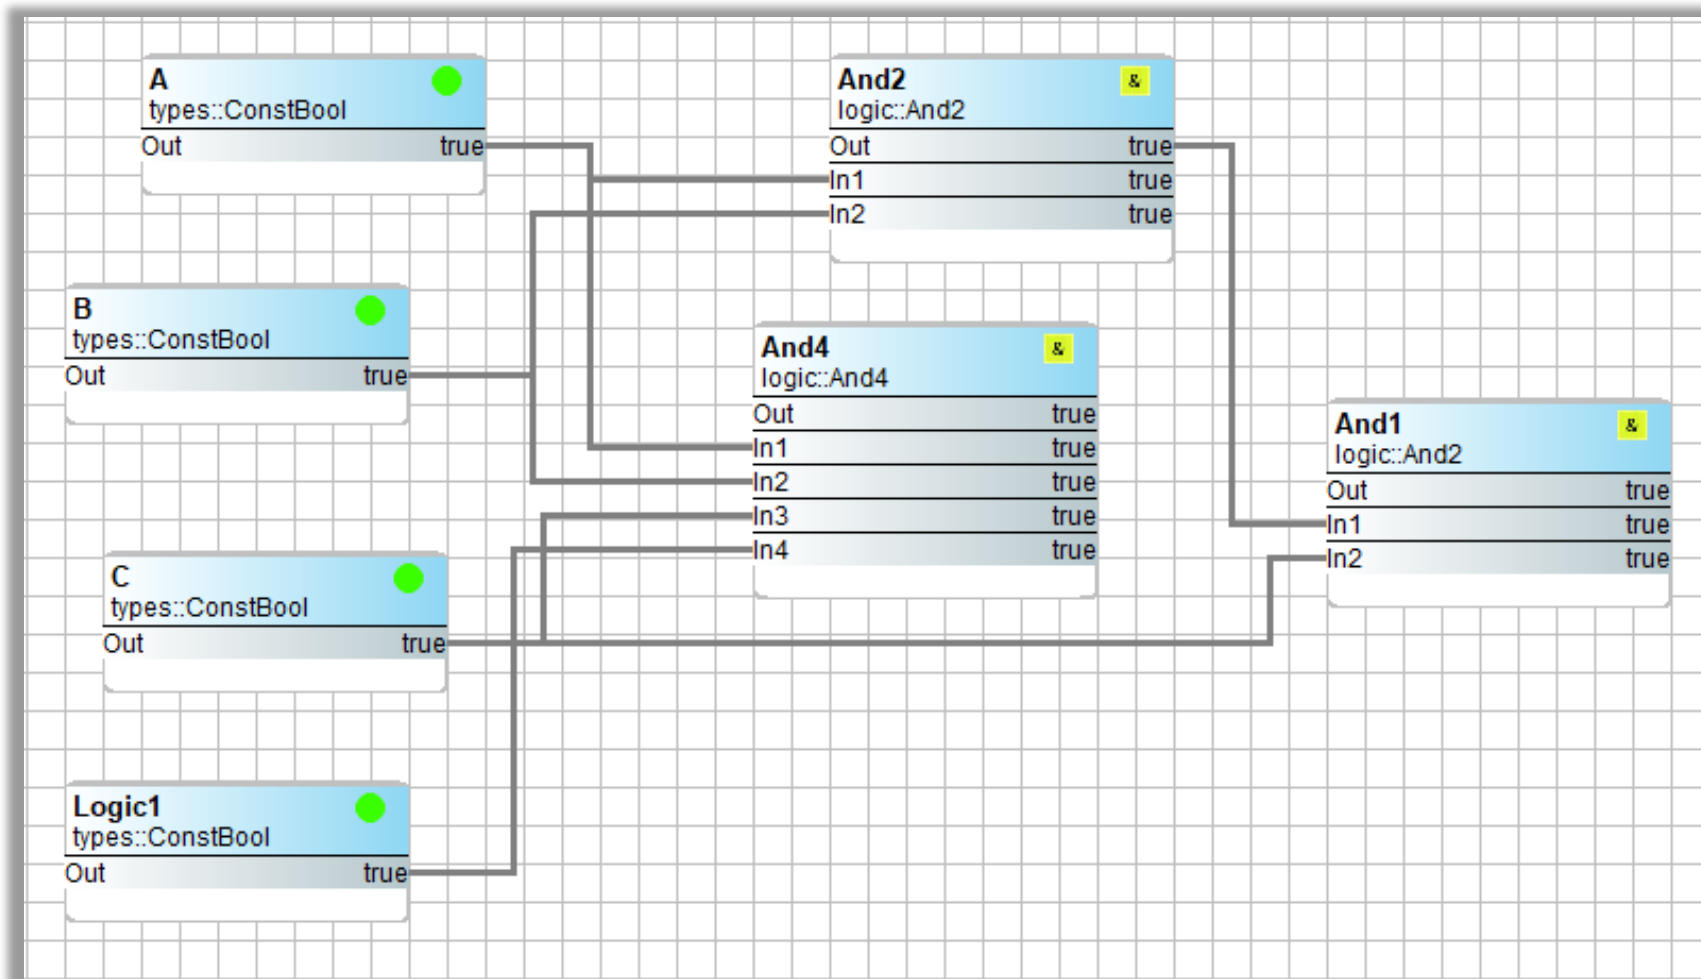 A
types::ConstBool
Out true
And2 &
logic::And2
Out true
In1 true
In2 true
B
types::ConstBool
Out true
And4 &
logic::And4
Out true
In1 true
In2 true
In3 true
In4 true
And1 &
logic::And2
Out true
In1 true
In2 true
C
types::ConstBool
Out true
Logic1
types::ConstBool
Out true